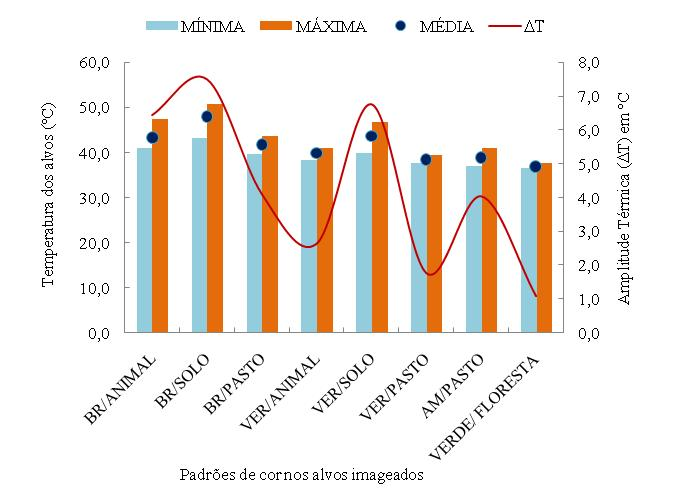 MÍNIMA MÁXIMA MÉDIA ΔT
Temperatura dos alvos (°C)
60,0
50,0
40,0
30,0
20,0
10,0
0,0
8,0
7,0
6,0
5,0
4,0
3,0
2,0
1,0
0,0
Amplitude Térmica (ΔT) em °C
BR/ANIMAL
BR/SOLO
BR/PASTO
VER/ANIMAL
VER/SOLO
VER/PASTO
AM/PASTO
VERDE/ FLORESTA
Padrões de cor nos alvos imageados